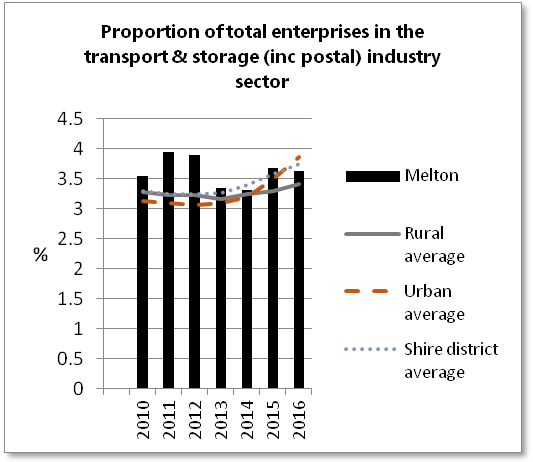 Proportion of total enterprises in the
transport & storage (inc postal) industry
sector
4.5
4
3.5
3
2.5
2
1.5
1
0.5
0
%
2010
2011
2012
2013
2014
2015
2016
Melton
Rural
average
Urban
average
Shire district
average